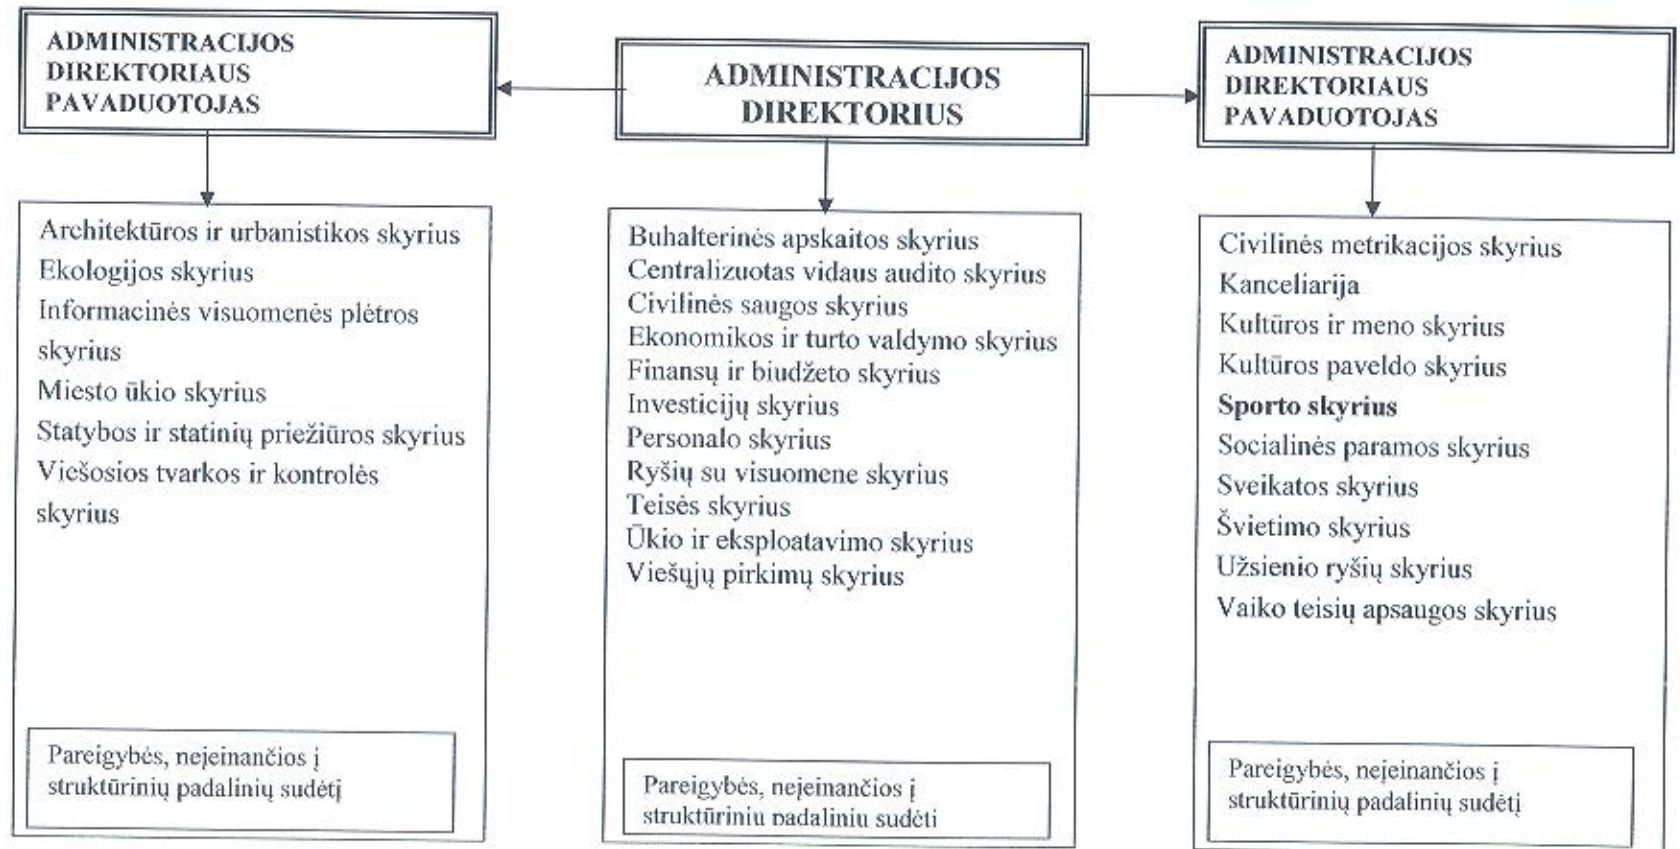 ADMINISTRACIJOS
DIREKTORIAUS
PAVADUOTOJAS
Architektūros ir urbanistikos skyrius
Ekologijos skyrius
Informacinės visuomenės plėtros
skyrius
Miesto ūkio skyrius
Statybos ir statinių priežiūros skyrius
Viešosios tvarkos ir kontrolės
skyrius
Pareigybės, neįeinančios į
struktūrinių padalinių sudėtį
ADMINISTRACIJOS
DIREKTORIUS
Buhalterinės apskaitos skyrius
Centralizuotas vidaus audito skyrius
Civilinės saugos skyrius
Ekonomikos ir turto valdymo skyrius
Finansų ir biudžeto skyrius
Investicijų skyrius
Personalo skyrius
Ryšių su visuomene skyrius
Teisės skyrius
Ūkio ir eksploatavimo skyrius
Viešųjų pirkimų skyrius
Pareigybės, neįeinančios į
struktūrinių padalinių sudėtį
ADMINISTRACIJOS
DIREKTORIAUS
PAVADUOTOJAS
Civilinės metrikacijos skyrius
Kanceliarija
Kultūros ir meno skyrius
Kultūros paveldo skyrius
Sporto skyrius
Socialinės paramos skyrius
Sveikatos skyrius
Švietimo skyrius
Užsienio ryšių skyrius
Vaiko teisių apsaugos skyrius
Pareigybės, neįeinančios į
struktūrinių padalinių sudėtį